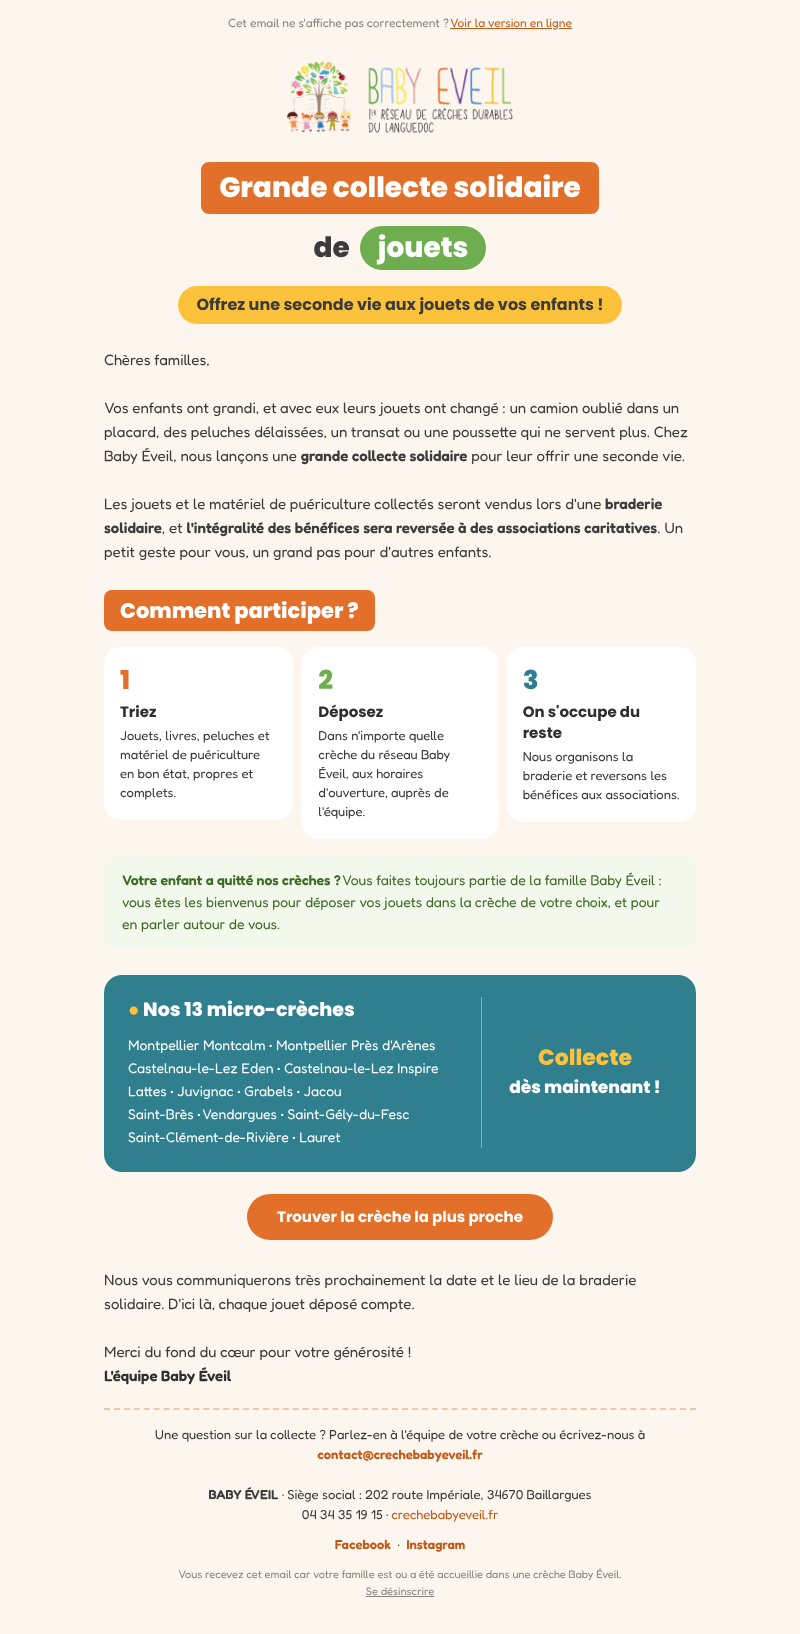 Cet email ne s'affiche pas correctement ? Voir la version en ligne
BABY EVEIL
1er RÉSEAU DE CRÈCHES DURABLES
DU LANGUEDOC
Grande collecte solidaire
de jouets
Offrez une seconde vie aux jouets de vos enfants !
Chères familles,
Vos enfants ont grandi, et avec eux leurs jouets ont changé : un camion oublié dans un
placard, des peluches délaissées, un transat ou une poussette qui ne servent plus. Chez
Baby Éveil, nous lançons une grande collecte solidaire pour leur offrir une seconde vie.
Les jouets et le matériel de puériculture collectés seront vendus lors d'une braderie
solidaire, et l'intégralité des bénéfices sera reversée à des associations caritatives. Un
petit geste pour vous, un grand pas pour d'autres enfants.
Comment participer ?
1
Triez
Jouets, livres, peluches et
matériel de puériculture
en bon état, propres et
complets.
2
Déposez
Dans n'importe quelle
crèche du réseau Baby
Éveil, aux horaires
d'ouverture, auprès de
l'équipe.
3
On s'occupe du
reste
Nous organisons la
braderie et reversons les
bénéfices aux associations.
Votre enfant a quitté nos crèches ? Vous faites toujours partie de la famille Baby Éveil :
vous êtes les bienvenus pour déposer vos jouets dans la crèche de votre choix, et pour
en parler autour de vous.
● Nos 13 micro-crèches
Montpellier Montcalm · Montpellier Près d'Arènes
Castelnau-le-Lez Eden · Castelnau-le-Lez Inspire
Lattes · Juvignac · Grabels · Jacou
Saint-Brès · Vendargues · Saint-Gély-du-Fesc
Saint-Clément-de-Rivière · Lauret
Collecte
dès maintenant !
Trouver la crèche la plus proche
Nous vous communiquerons très prochainement la date et le lieu de la braderie
solidaire. D'ici là, chaque jouet déposé compte.
Merci du fond du cœur pour votre générosité !
L'équipe Baby Éveil
Une question sur la collecte ? Parlez-en à l'équipe de votre crèche ou écrivez-nous à
contact@crechebabyeveil.fr
BABY ÉVEIL · Siège social : 202 route Impériale, 34670 Baillargues
04 34 35 19 15 · crechebabyeveil.fr
Facebook · Instagram
Vous recevez cet email car votre famille est ou a été accueillie dans une crèche Baby Éveil.
Se désinscrire